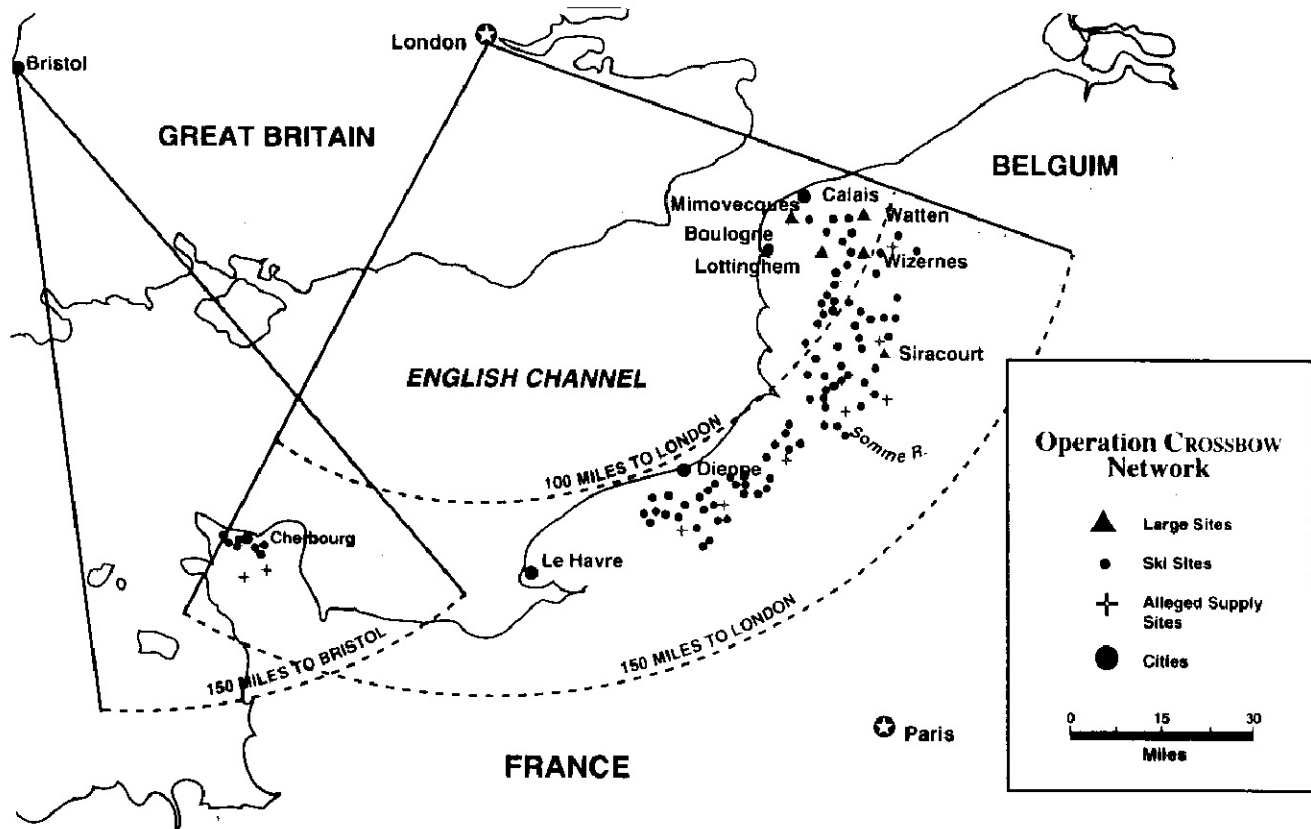 London
Bristol
GREAT BRITAIN
BELGUIM
Calais
Mimovecques
Watten
Boulogne
Lottinghem
Wizernes
Siracourt
ENGLISH CHANNEL
Somme R.
100 MILES TO LONDON
Dieppe
Cherbourg
Le Havre
150 MILES TO BRISTOL
150 MILES TO LONDON
Paris
FRANCE
Operation CROSSBOW
Network
Large Sites
Ski Sites
Alleged Supply
Sites
Cities
0 15 30
Miles